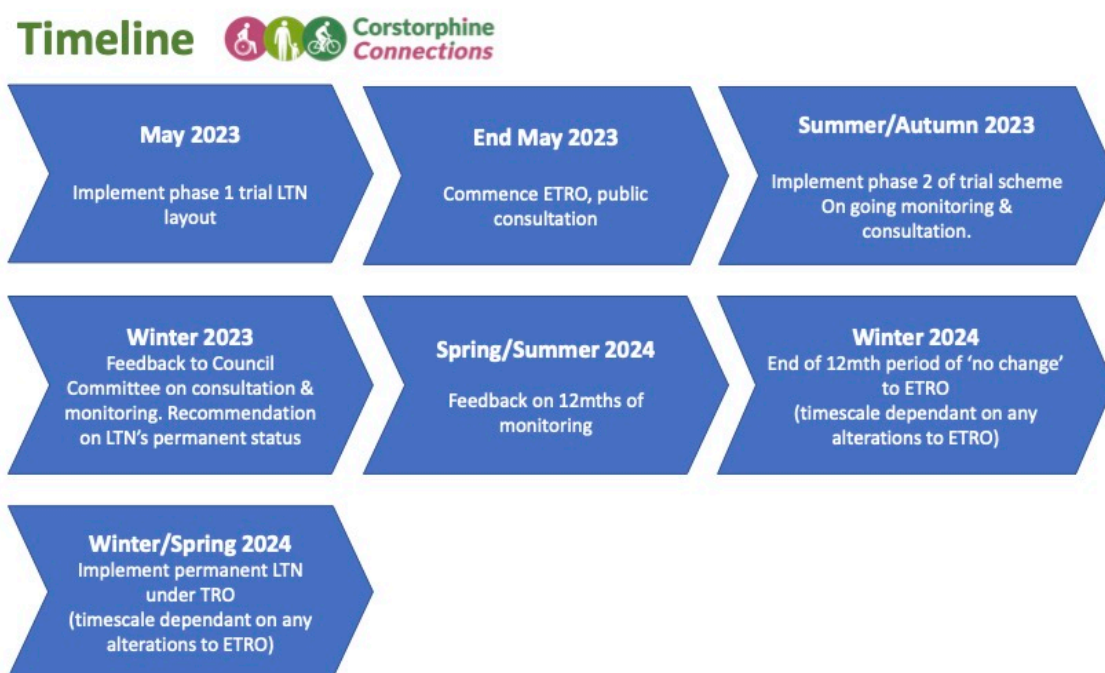 Timeline
Corstorphine
Connections
May 2023
Implement phase 1 trial LTN
layout
End May 2023
Commence ETRO, public
consultation
Summer/Autumn 2023
Implement phase 2 of trial scheme
On going monitoring &
consultation.
Winter 2023
Feedback to Council
Committee on consultation &
monitoring. Recommendation
on LTN’s permanent status
Spring/Summer 2024
Feedback on 12mths of
monitoring
Winter 2024
End of 12mth period of ‘no change’
to ETRO
(timescale dependant on any
alterations to ETRO)
Winter/Spring 2024
Implement permanent LTN
under TRO
(timescale dependant on any
alterations to ETRO)